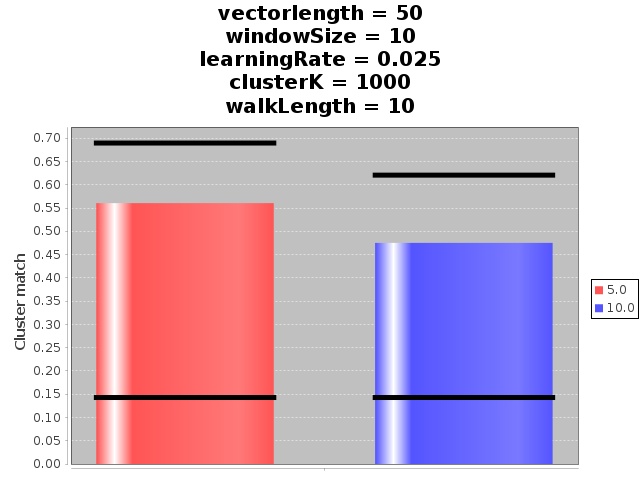 vectorlength = 50
windowSize = 10
learningRate = 0.025
clusterK = 1000
walkLength = 10
0.70
0.65
0.60
0.55
0.50
0.45
0.40
0.35
0.30
0.25
0.20
0.15
0.10
0.05
0.00
Cluster match
5.0
10.0